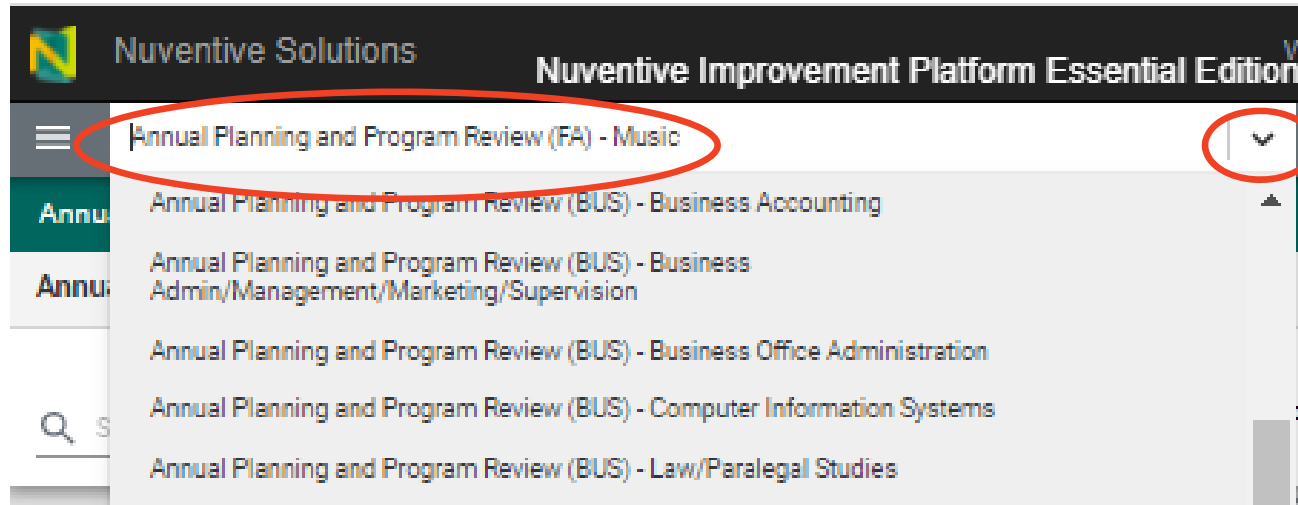 Nuventive Solutions
Nuventive Improvement Platform Essential Edition
Annual Planning and Program Review (FA) - Music
Annual Planning and Program Review (BUS) - Business Accounting
Annu
Annual Planning and Program Review (BUS) - Business
Admin/Management/Marketing/Supervision
Annua
Annual Planning and Program Review (BUS) - Business Office Administration
Annual Planning and Program Review (BUS) - Computer Information Systems
S
Annual Planning and Program Review (BUS) - Law/Paralegal Studies